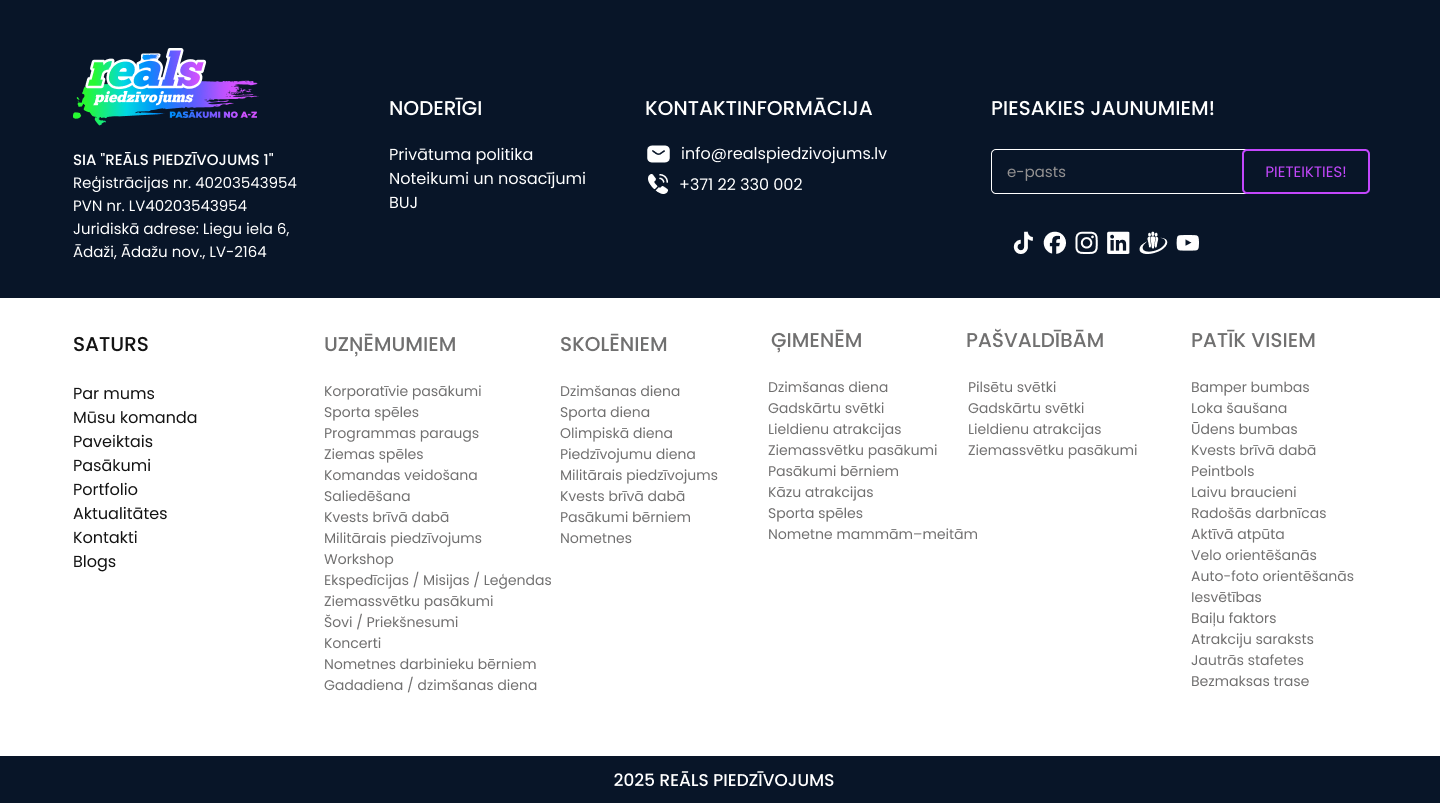 reāls
piedzīvojums
PASĀKUMI NO A-Z
SIA "REĀLS PIEDZĪVOJUMS 1"
Reģistrācijas nr. 40203543954
PVN nr. LV40203543954
Juridiskā adrese: Liegu iela 6,
Ādaži, Ādažu nov., LV-2164
NODERĪGI
Privātuma politika
Noteikumi un nosacījumi
BUJ
KONTAKTINFORMĀCIJA
info@realspiedzivojums.lv
+371 22 330 002
PIESAKIES JAUNUMIEM!
e-pasts
PIETEIKTIES!
SATURS
Par mums
Mūsu komanda
Paveiktais
Pasākumi
Portfolio
Aktualitātes
Kontakti
Blogs
UZŅĒMUMIEM
Korporatīvie pasākumi
Sporta spēles
Programmas paraugs
Ziemas spēles
Komandas veidošana
Saliedēšana
Kvests brīvā dabā
Militārais piedzīvojums
Workshop
Ekspedīcijas / Misijas / Leģendas
Ziemassvētku pasākumi
Šovi / Priekšnesumi
Koncerti
Nometnes darbinieku bērniem
Gadadiena / dzimšanas diena
SKOLĒNIEM
Dzimšanas diena
Sporta diena
Olimpiskā diena
Piedzīvojumu diena
Militārais piedzīvojums
Kvests brīvā dabā
Pasākumi bērniem
Nometnes
ĢIMENĒM
Dzimšanas diena
Gadskārtu svētki
Lieldienu atrakcijas
Ziemassvētku pasākumi
Pasākumi bērniem
Kāzu atrakcijas
Sporta spēles
Nometne mammām–meitām
PAŠVALDĪBĀM
Pilsētu svētki
Gadskārtu svētki
Lieldienu atrakcijas
Ziemassvētku pasākumi
PATĪK VISIEM
Bamper bumbas
Loka šaušana
Ūdens bumbas
Kvests brīvā dabā
Peintbols
Laivu braucieni
Radošās darbnīcas
Aktīvā atpūta
Velo orientēšanās
Auto-foto orientēšanās
Iesvētības
Baiļu faktors
Atrakciju saraksts
Jautrās stafetes
Bezmaksas trase
2025 REĀLS PIEDZĪVOJUMS